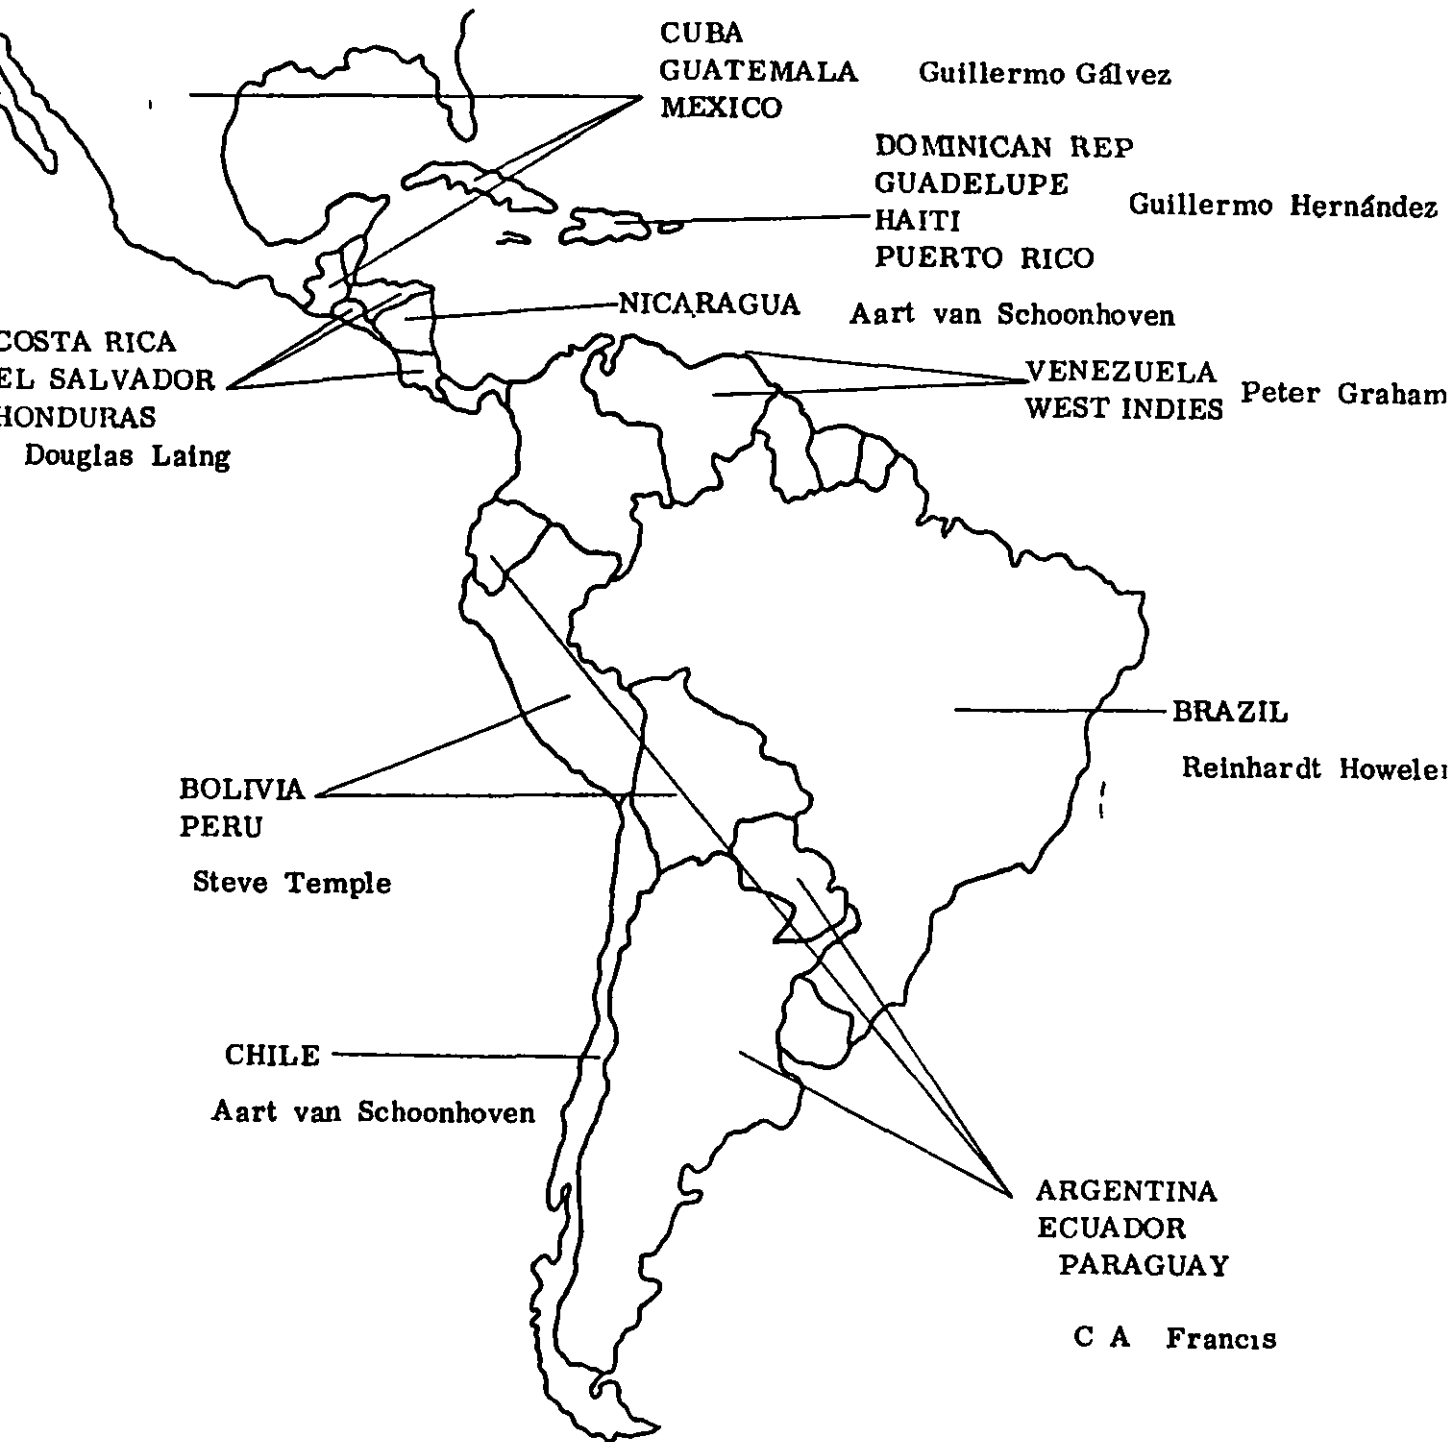 CUBA
GUATEMALA Guillermo Gálvez
MEXICO
DOMINICAN REP
GUADELUPE
HAITI Guillermo Hernández
PUERTO RICO
NICARAGUA Aart van Schoonhoven
COSTA RICA
EL SALVADOR
HONDURAS
Douglas Laing
VENEZUELA
WEST INDIES Peter Graham
BRAZIL
Reinhardt Howeler
BOLIVIA
PERU
Steve Temple
CHILE
Aart van Schoonhoven
ARGENTINA
ECUADOR
PARAGUAY
C A Francis